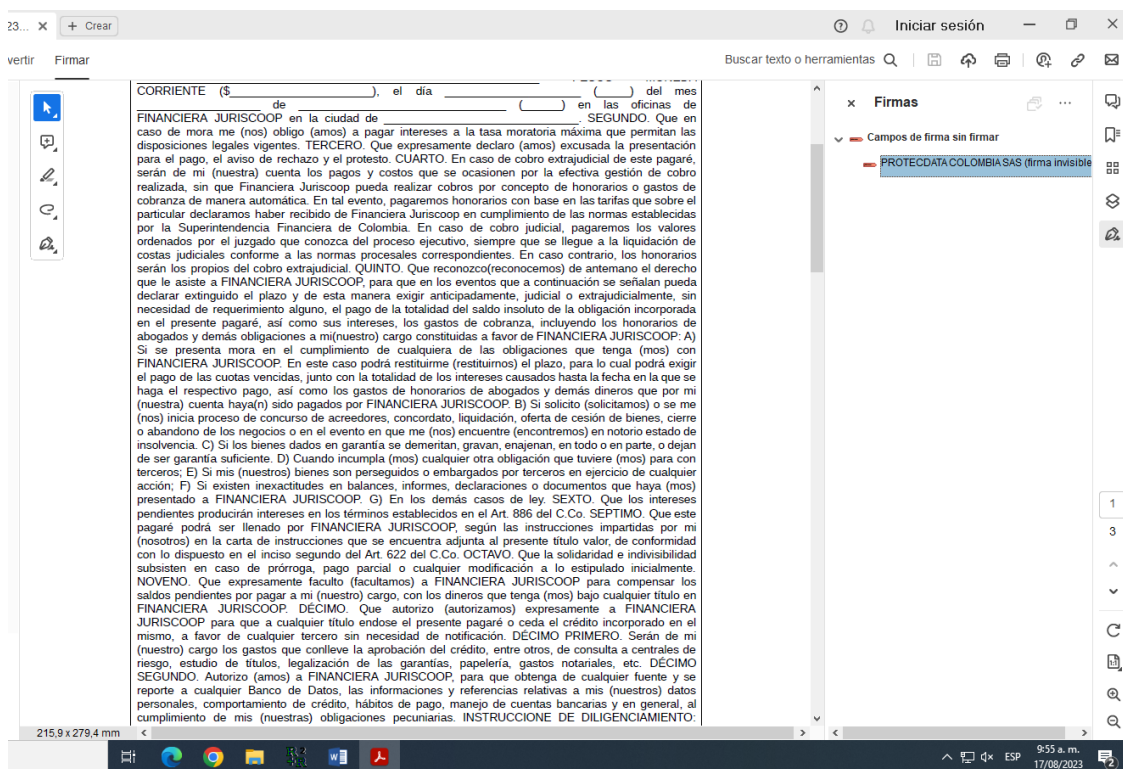 23...
+ Crear
Iniciar sesión
vertir Firmar
Buscar texto o herramientas
CORRIENTE ($____________________), el día ____________________ (_____) del mes
____________________ de ______________________________ (______) en las oficinas de
FINANCIERA JURISCOOP en la ciudad de ____________________________. SEGUNDO. Que en
caso de mora me (nos) obligo (amos) a pagar intereses a la tasa moratoria máxima que permitan las
disposiciones legales vigentes. TERCERO. Que expresamente declaro (amos) excusada la presentación
para el pago, el aviso de rechazo y el protesto. CUARTO. En caso de cobro extrajudicial de este pagaré,
serán de mi (nuestra) cuenta los pagos y costos que se ocasionen por la efectiva gestión de cobro
realizada, sin que Financiera Juriscoop pueda realizar cobros por concepto de honorarios o gastos de
cobranza de manera automática. En tal evento, pagaremos honorarios con base en las tarifas que sobre el
particular declaramos haber recibido de Financiera Juriscoop en cumplimiento de las normas establecidas
por la Superintendencia Financiera de Colombia. En caso de cobro judicial, pagaremos los valores
ordenados por el juzgado que conozca del proceso ejecutivo, siempre que se llegue a la liquidación de
costas judiciales conforme a las normas procesales correspondientes. En caso contrario, los honorarios
serán los propios del cobro extrajudicial. QUINTO. Que reconozco(reconocemos) de antemano el derecho
que le asiste a FINANCIERA JURISCOOP, para que en los eventos que a continuación se señalan pueda
declarar extinguido el plazo y de esta manera exigir anticipadamente, judicial o extrajudicialmente, sin
necesidad de requerimiento alguno, el pago de la totalidad del saldo insoluto de la obligación incorporada
en el presente pagaré, así como sus intereses, los gastos de cobranza, incluyendo los honorarios de
abogados y demás obligaciones a mi(nuestro) cargo constituidas a favor de FINANCIERA JURISCOOP: A)
Si se presenta mora en el cumplimiento de cualquiera de las obligaciones que tenga (mos) con
FINANCIERA JURISCOOP. En este caso podrá restituirme (restituirnos) el plazo, para lo cual podrá exigir
el pago de las cuotas vencidas, junto con la totalidad de los intereses causados hasta la fecha en la que se
haga el respectivo pago, así como los gastos de honorarios de abogados y demás dineros que por mi
(nuestra) cuenta haya(n) sido pagados por FINANCIERA JURISCOOP. B) Si solicito (solicitamos) o se me
(nos) inicia proceso de concurso de acreedores, concordato, liquidación, oferta de cesión de bienes, cierre
o abandono de los negocios o en el evento en que me (nos) encuentre (encontremos) en notorio estado de
insolvencia. C) Si los bienes dados en garantía se demeritan, gravan, enajenan, en todo o en parte, o dejan
de ser garantía suficiente. D) Cuando incumpla (mos) cualquier otra obligación que tuviere (mos) para con
terceros; E) Si mis (nuestros) bienes son perseguidos o embargados por terceros en ejercicio de cualquier
acción; F) Si existen inexactitudes en balances, informes, declaraciones o documentos que haya (mos)
presentado a FINANCIERA JURISCOOP. G) En los demás casos de ley. SEXTO. Que los intereses
pendientes producirán intereses en los términos establecidos en el Art. 886 del C.Co. SEPTIMO. Que este
pagaré podrá ser llenado por FINANCIERA JURISCOOP, según las instrucciones impartidas por mi
(nosotros) en la carta de instrucciones que se encuentra adjunta al presente título valor, de conformidad
con lo dispuesto en el inciso segundo del Art. 622 del C.Co. OCTAVO. Que la solidaridad e indivisibilidad
subsisten en caso de prórroga, pago parcial o cualquier modificación a lo estipulado inicialmente.
NOVENO. Que expresamente faculto (facultamos) a FINANCIERA JURISCOOP para compensar los
saldos pendientes por pagar a mi (nuestro) cargo, con los dineros que tenga (mos) bajo cualquier título en
FINANCIERA JURISCOOP. DÉCIMO. Que autorizo (autorizamos) expresamente a FINANCIERA
JURISCOOP para que a cualquier título endose el presente pagaré o ceda el crédito incorporado en el
mismo, a favor de cualquier tercero sin necesidad de notificación. DÉCIMO PRIMERO. Serán de mi
(nuestro) cargo los gastos que conlleve la aprobación del crédito, entre otros, de consulta a centrales de
riesgo, estudio de títulos, legalización de las garantías, papelería, gastos notariales, etc. DÉCIMO
SEGUNDO. Autorizo (amos) a FINANCIERA JURISCOOP, para que obtenga de cualquier fuente y se
reporte a cualquier Banco de Datos, las informaciones y referencias relativas a mis (nuestros) datos
personales, comportamiento de crédito, hábitos de pago, manejo de cuentas bancarias y en general, al
cumplimiento de mis (nuestras) obligaciones pecuniarias. INSTRUCCIONE DE DILIGENCIAMIENTO:
Firmas
Campos de firma sin firmar
PROTECDATA COLOMBIA SAS (firma invisible
1
3
215,9 x 279,4 mm
ESP
9:55 a. m.
17/08/2023
2